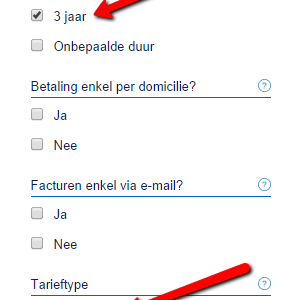 3 jaar
Onbepaalde duur
Betaling enkel per domicilie? ?
Ja
Nee
Facturen enkel via e-mail? ?
Ja
Nee
Tarieftype ?